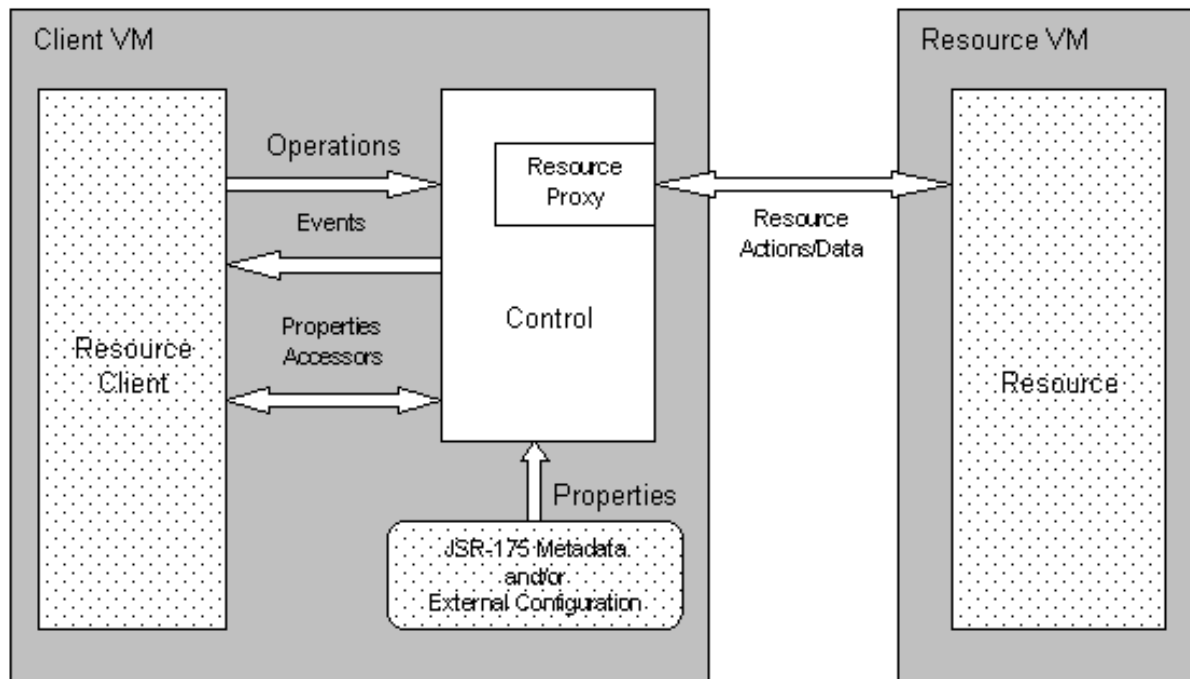 Client VM
Resource VM
Operations
Events
Properties
Accessors
Resource
Client
Resource
Proxy
Control
Resource
Actions/Data
Resource
Properties
JSR-175 Metadata
and/or
External Configuration